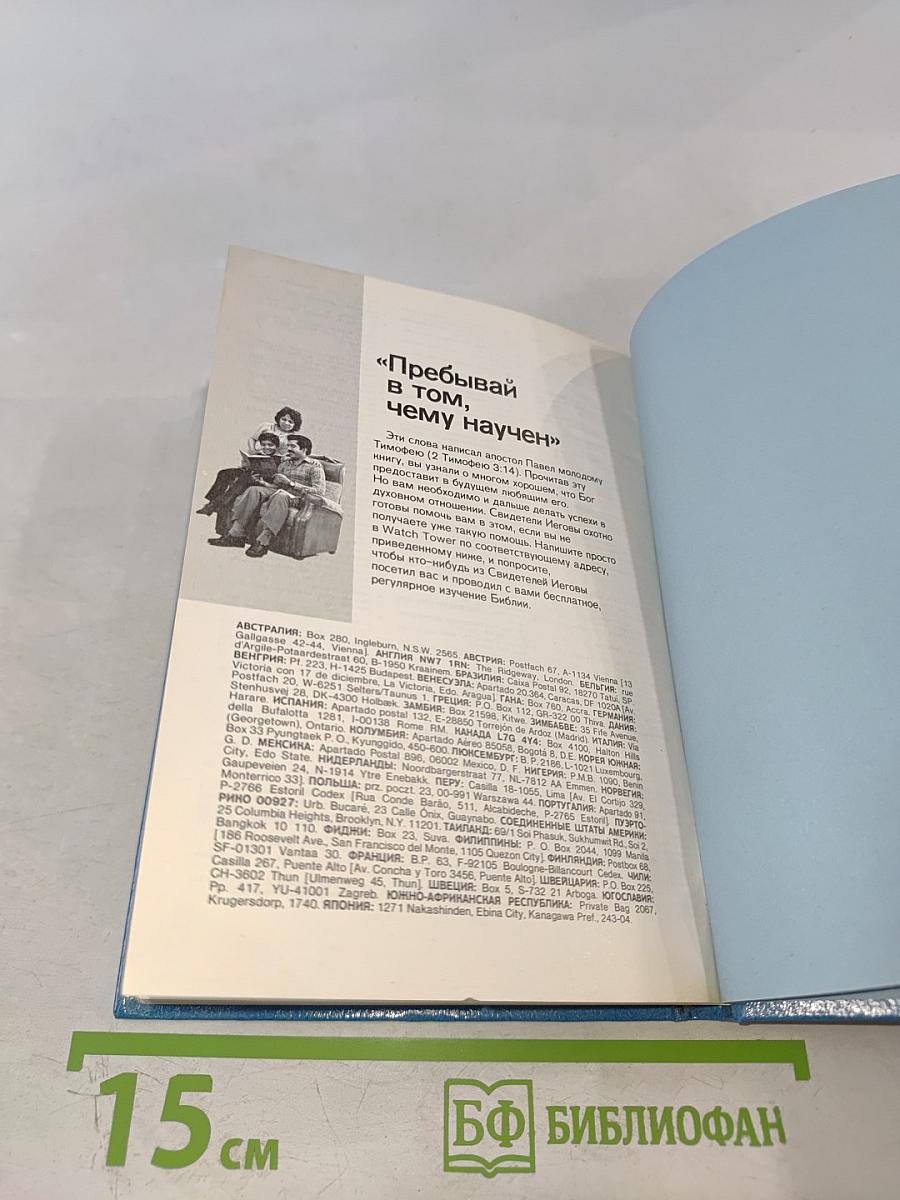 «Пребывай
в том,
чему научен»
Эти слова написал апостол Павел молодому
Тимофею (2 Тимофею 3:14). Прочитав эту
книгу, вы узнали о многом хорошем, что Бог
предоставит в будущем любящим его.
Но вам необходимо и дальше делать успехи в
духовном отношении. Свидетели Иеговы охотно
готовы помочь вам в этом, если вы не
получаете уже такую помощь. Напишите просто
в Watch Tower по соответствующему адресу,
приведенному ниже, и попросите,
чтобы кто-нибудь из Свидетелей Иеговы
посетил вас и проводил с вами бесплатное,
регулярное изучение Библии.
АВСТРАЛИЯ: Box 280, Ingleburn, N.S.W. 2565. АВСТРИЯ: Postfach 67, A-1134 Vienna [13
Gallgasse 42-44, Vienna]. АНГЛИЯ NW7 1RN: The Ridgeway, London. БЕЛЬГИЯ: rue
d'Argile-Potaardestraat 60, B-1950 Kraainem. БРАЗИЛИЯ: Caixa Postal 92, 18270 Tatuí, SP.
ВЕНГРИЯ: Pf. 223, H-1425 Budapest. ВЕНЕСУЭЛА: Apartado 20.364, Caracas, DF 1020A [Av.
Victoria con 17 de diciembre, La Victoria, Edo. Aragua]. ГАНА: Box 760, Accra. ГЕРМАНИЯ:
Postfach 20, W-6251 Selters/Taunus 1. ГРЕЦИЯ: P.O. Box 112, GR-322 00 Thiva. ДАНИЯ:
Stenhusvej 28, DK-4300 Holbæk. ЗАМБИЯ: Box 21598, Kitwe. ЗИМБАБВЕ: 35 Fife Avenue,
Harare. ИСПАНИЯ: Apartado postal 132, E-28850 Torrejón de Ardoz (Madrid). ИТАЛИЯ: Via
della Bufalotta 1281, I-00138 Rome RM. КАНАДА L7G 4Y4: Box 4100, Halton Hills
(Georgetown), Ontario. КОЛУМБИЯ: Apartado Aéreo 85058, Bogotá 8, D.E. КОРЕЯ ЮЖНАЯ:
Box 33 Pyungtaek P. O., Kyunggido, 450-600. ЛЮКСЕМБУРГ: B. P. 2186, L-1021 Luxembourg,
G. D. МЕКСИКА: Apartado Postal 896, 06002 Mexico, D. F. НИГЕРИЯ: P.M.B. 1090, Benin
City, Edo State. НИДЕРЛАНДЫ: Noordbargerstraat 77, NL-7812 AA Emmen. НОРВЕГИЯ:
Gaupeveien 24, N-1914 Ytre Enebakk. ПЕРУ: Casilla 18-1055, Lima [Av. El Cortijo 329,
Monterrico 33]. ПОЛЬША: prz. poczt. 23, 00-991 Warszawa 44. ПОРТУГАЛИЯ: Apartado 91,
P-2766 Estoril Codex [Rua Conde Barão, 511, Alcabideche, P-2765 Estoril]. ПУЭРТО-
РИКО 00927: Urb. Bucaré, 23 Calle Ónix, Guaynabo. СОЕДИНЕННЫЕ ШТАТЫ АМЕРИКИ:
25 Columbia Heights, Brooklyn, N.Y. 11201. ТАИЛАНД: 69/1 Soi Phasuk, Sukhumwit Rd., Soi 2,
Bangkok 10 110. ФИДЖИ: Box 23, Suva. ФИЛИППИНЫ: P. O. Box 2044, 1099 Manila
[186 Roosevelt Ave., San Francisco del Monte, 1105 Quezon City]. ФИНЛЯНДИЯ: Postbox 68,
SF-01301 Vantaa 30. ФРАНЦИЯ: B.P. 63, F-92105 Boulogne-Billancourt Cedex. ЧИЛИ:
Casilla 267, Puente Alto [Av. Concha y Toro 3456, Puente Alto]. ШВЕЙЦАРИЯ: P.O. Box 225,
CH-3602 Thun [Ulmenweg 45, Thun]. ШВЕЦИЯ: Box 5, S-732 21 Arboga. ЮГОСЛАВИЯ:
Pp. 417, YU-41001 Zagreb. ЮЖНО-АФРИКАНСКАЯ РЕСПУБЛИКА: Private Bag 2067,
Krugersdorp, 1740. ЯПОНИЯ: 1271 Nakashinden, Ebina City, Kanagawa Pref., 243-04.
15 см
БФ БИБЛИОФАН